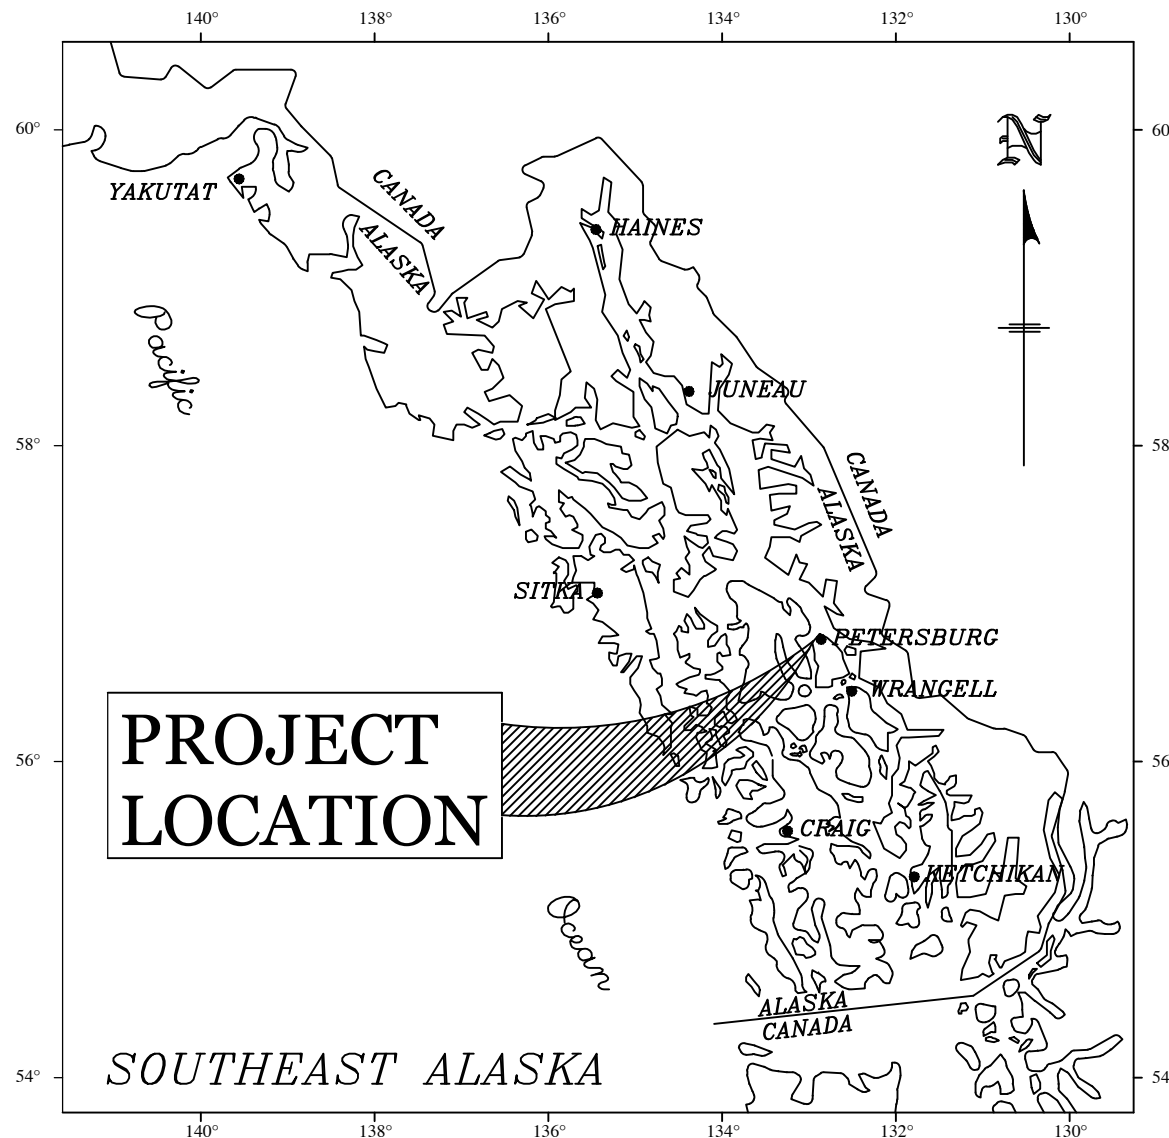 140° 138° 136° 134° 132° 130°
60° 60
N
YAKUTAT
CANADA
ALASKA
HAINES
Pacific
JUNEAU
58° 58
CANADA
ALASKA
SITKA
PETERSBURG
WRANGELL
PROJECT
LOCATION
56° 56
CRAIG
KETCHIKAN
Ocean
ALASKA
CANADA
SOUTHEAST ALASKA
54° 54
140° 138° 136° 134° 132° 130°